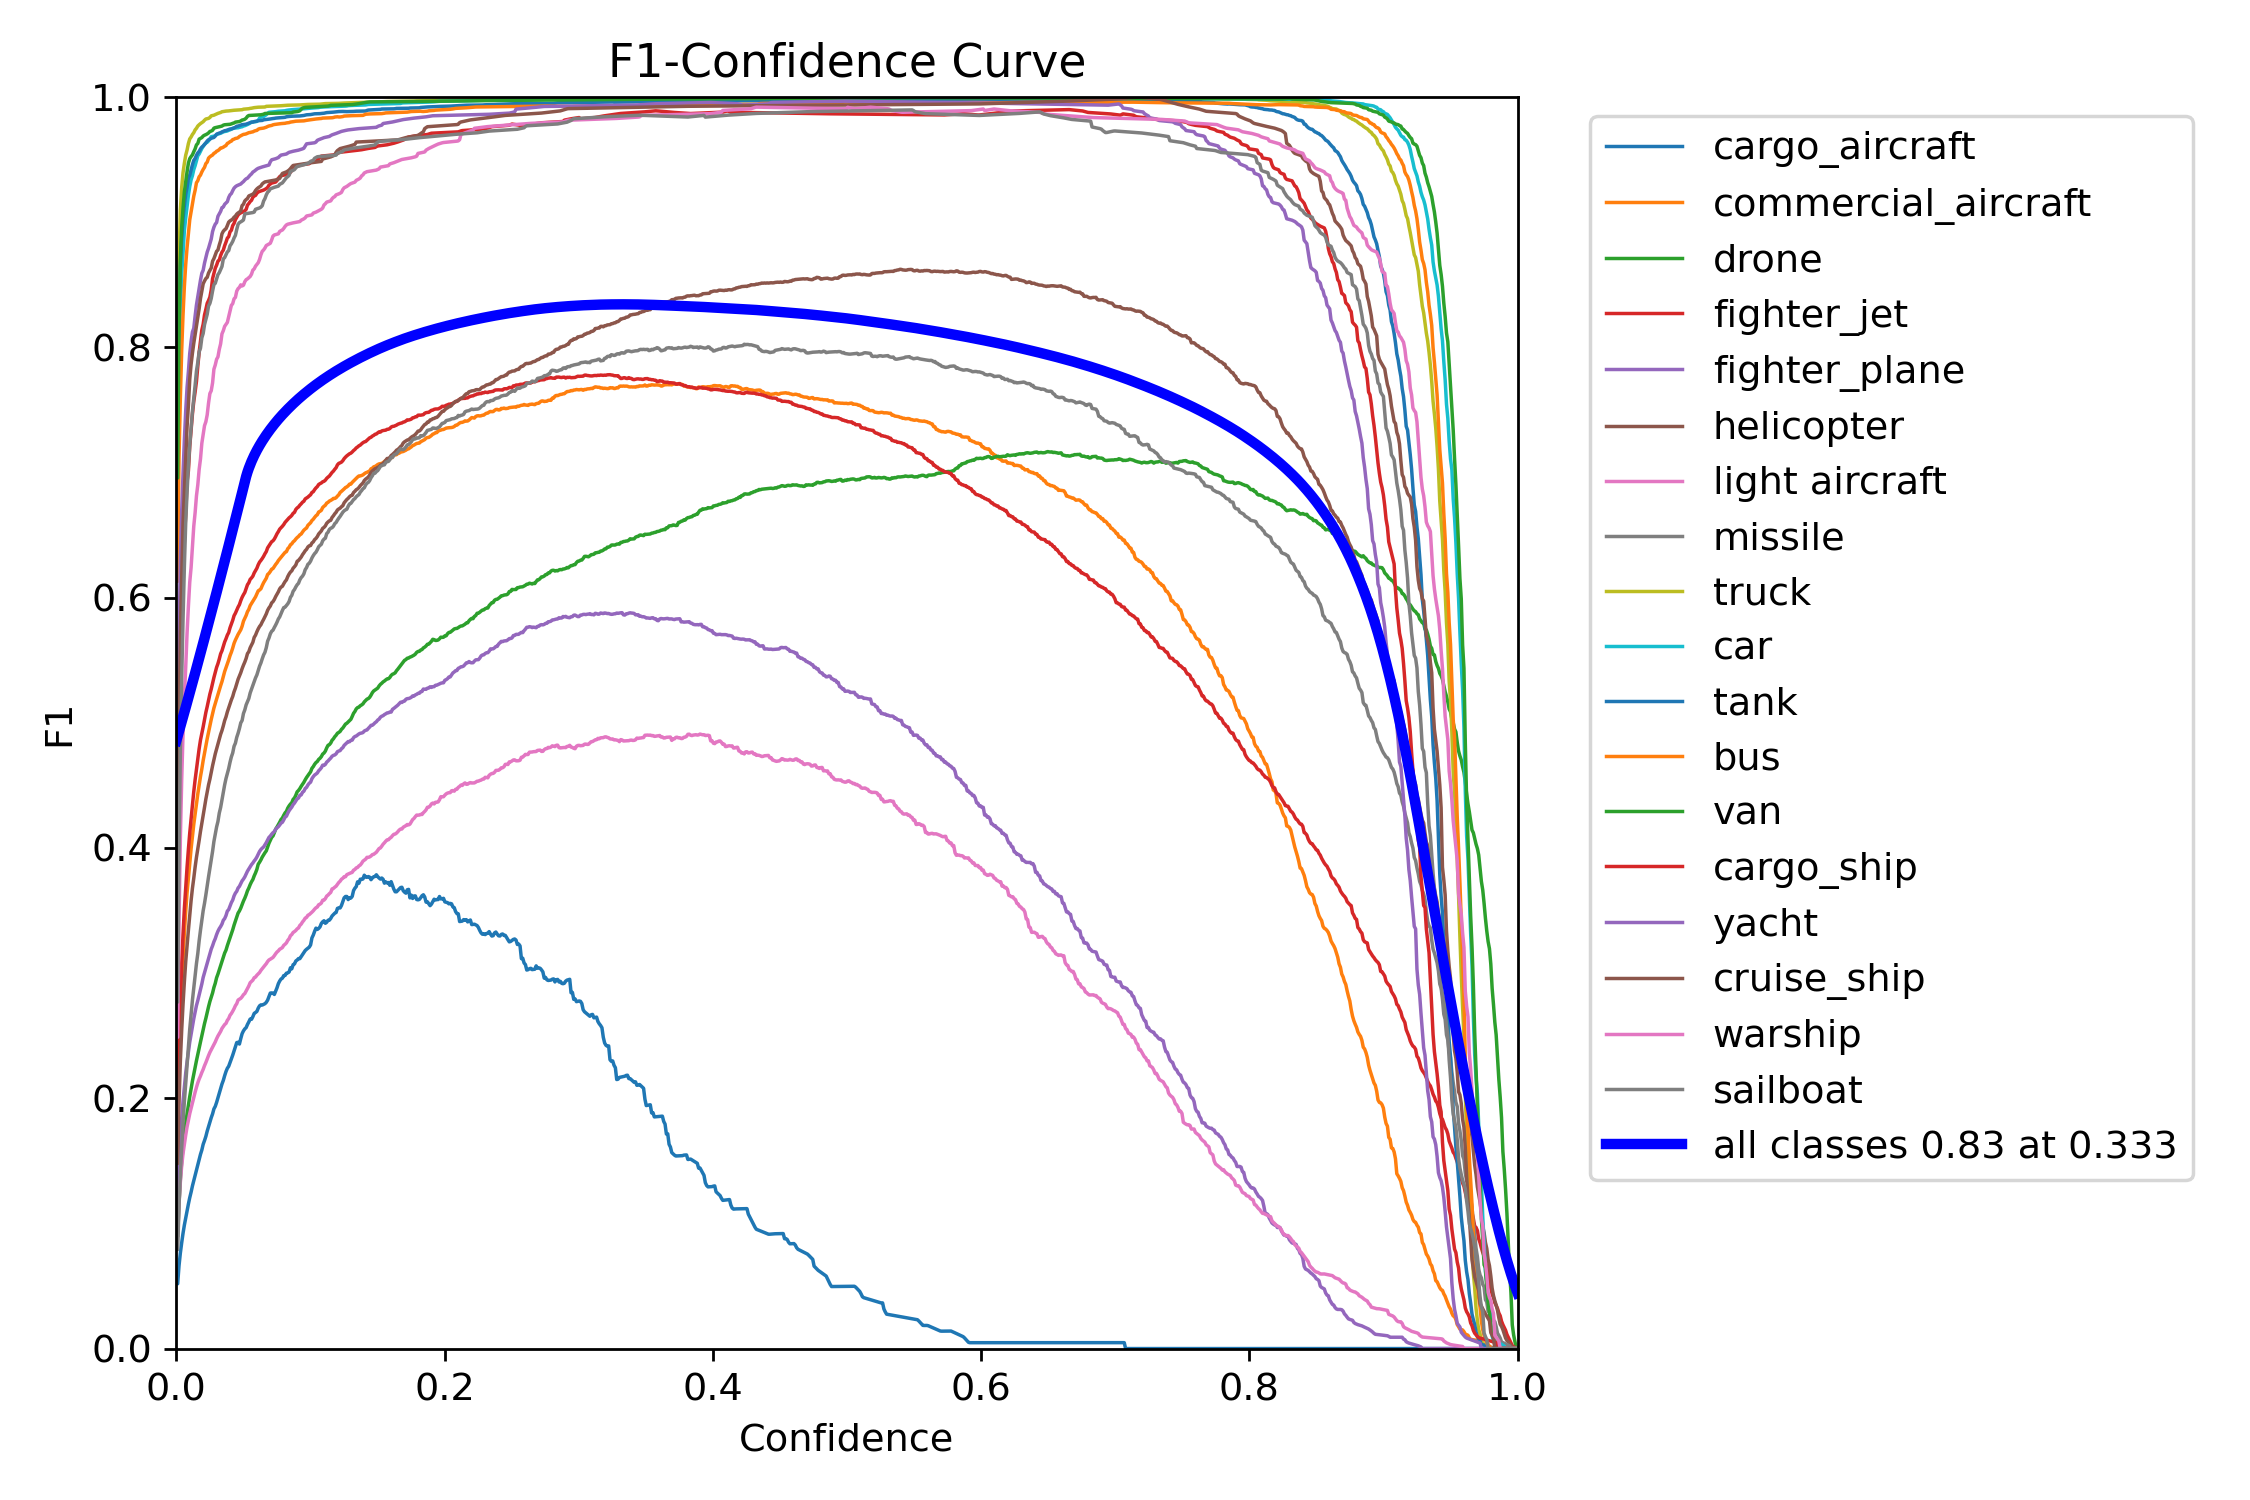 F1-Confidence Curve
1.0
0.8
0.6
0.4
0.2
0.0
F1
0.0 0.2 0.4 0.6 0.8 1.0
Confidence
cargo_aircraft
commercial_aircraft
drone
fighter_jet
fighter_plane
helicopter
light aircraft
missile
truck
car
tank
bus
van
cargo_ship
yacht
cruise_ship
warship
sailboat
all classes 0.83 at 0.333